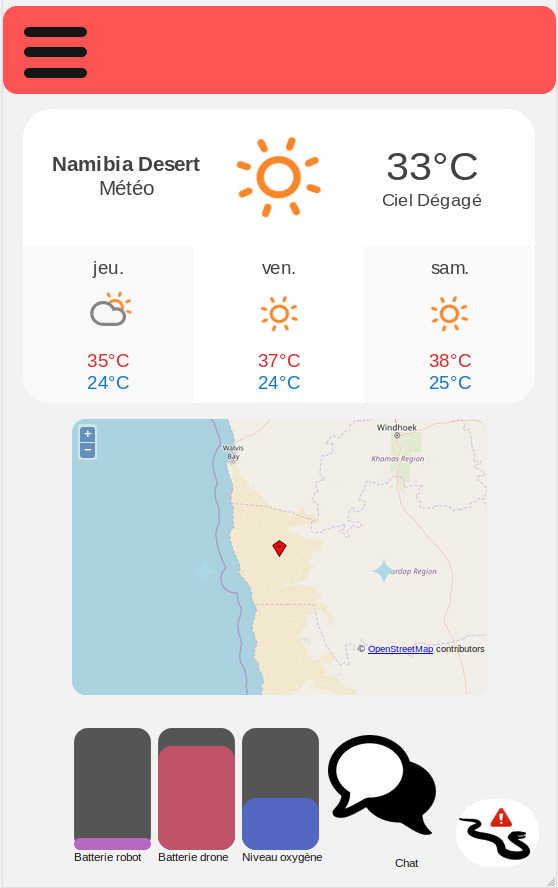 Namibia Desert
Météo
33°C
Ciel Dégagé
jeu.
ven.
sam.
35°C
24°C
37°C
24°C
38°C
25°C
+
−
Windhoek
Walvis
Bay
Khomas Region
Region
© OpenStreetMap contributors
Batterie robot
Batterie drone
Niveau oxygène
Chat